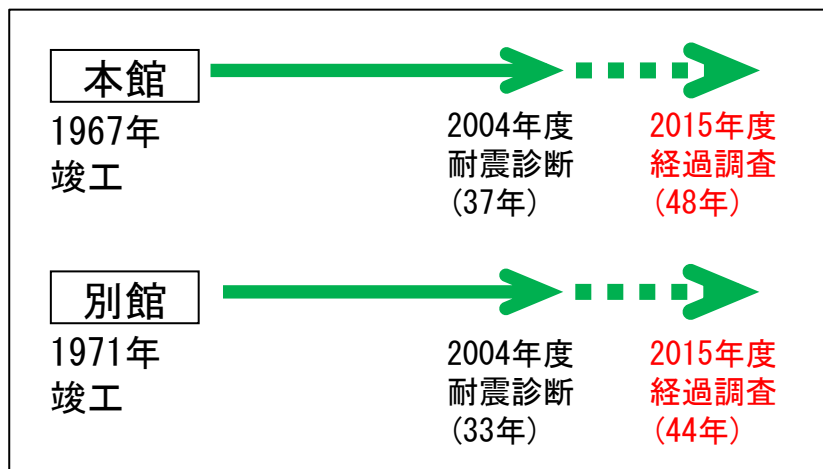 本館
1967年
竣工
2004年度
耐震診断
(37年)
2015年度
経過調査
(48年)
別館
1971年
竣工
2004年度
耐震診断
(33年)
2015年度
経過調査
(44年)